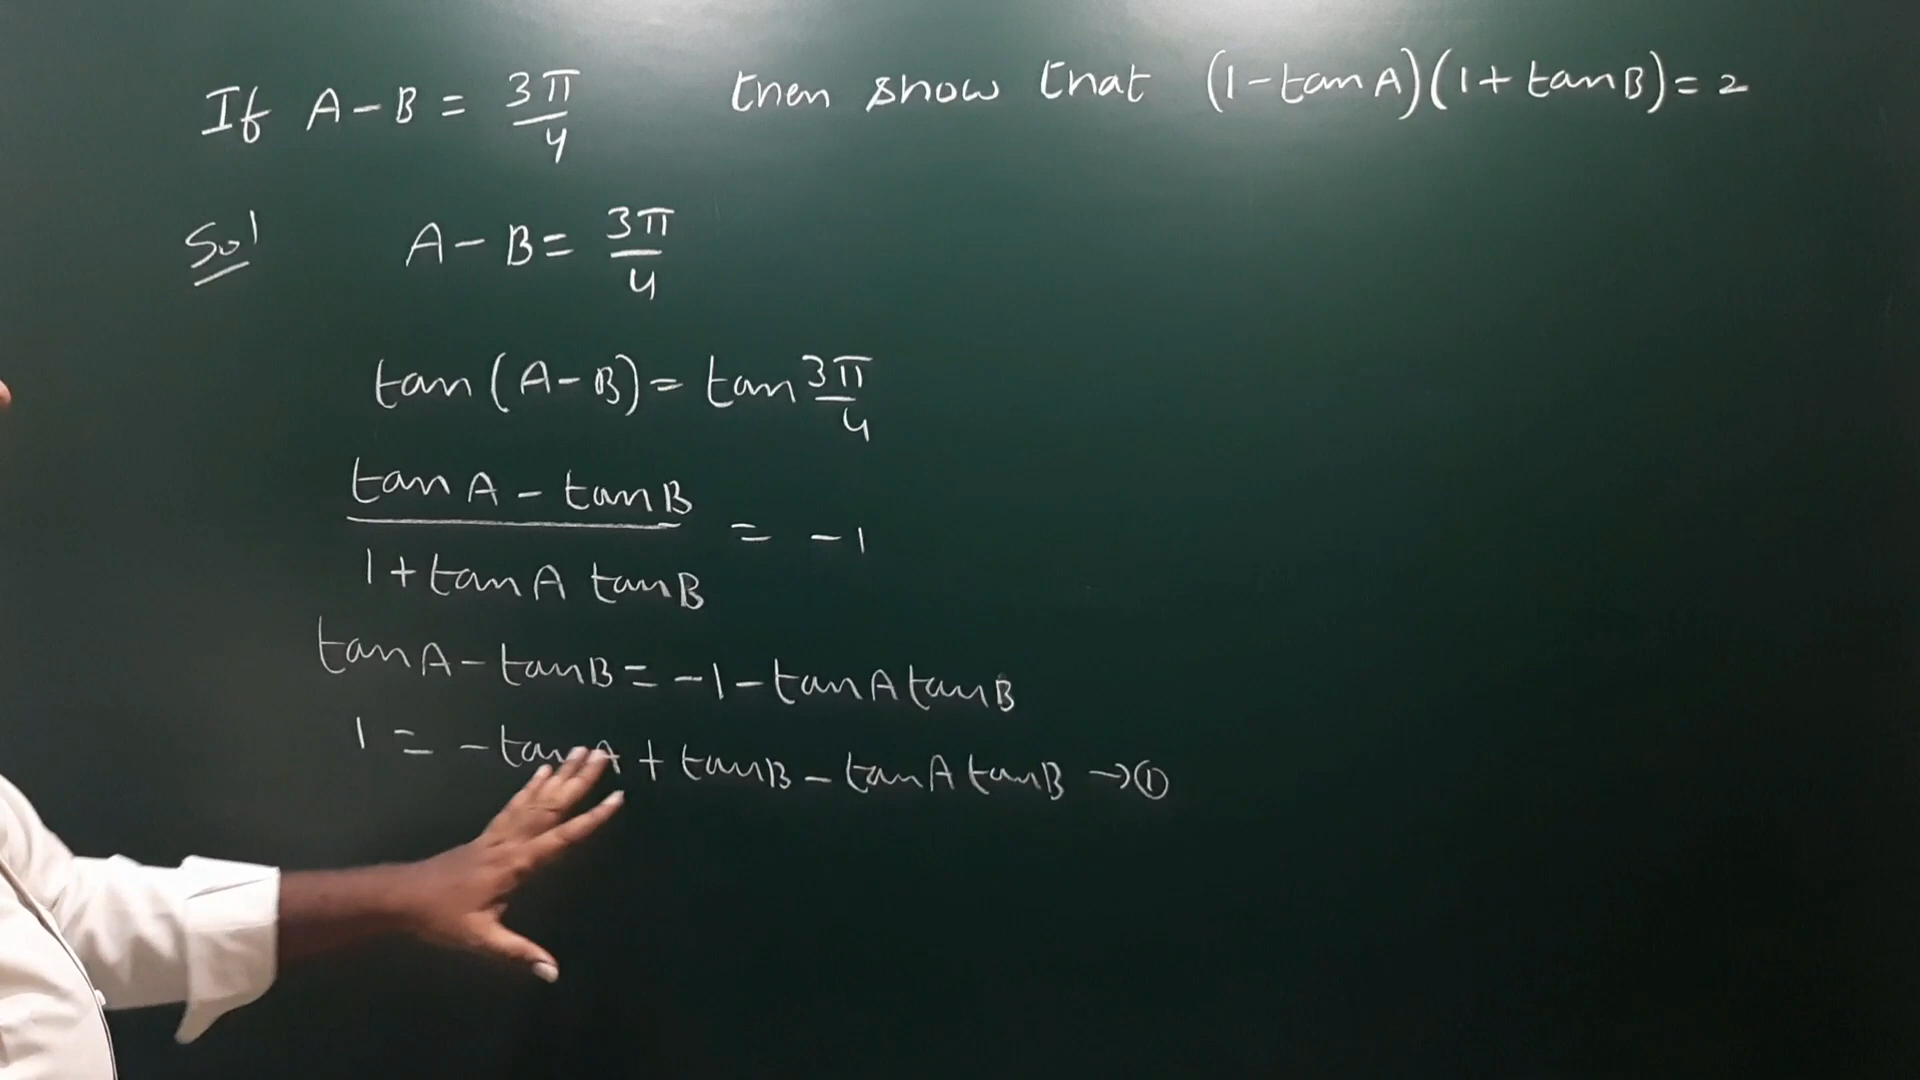 If A - B = 3π/4 then show that (1 - tan A)(1 + tan B) = 2
Sol A - B = 3π/4
tan (A - B) = tan 3π/4
tan A - tan B / 1 + tan A tan B = -1
tan A - tan B = -1 - tan A tan B
1 = - tan A + tan B - tan A tan B → ①